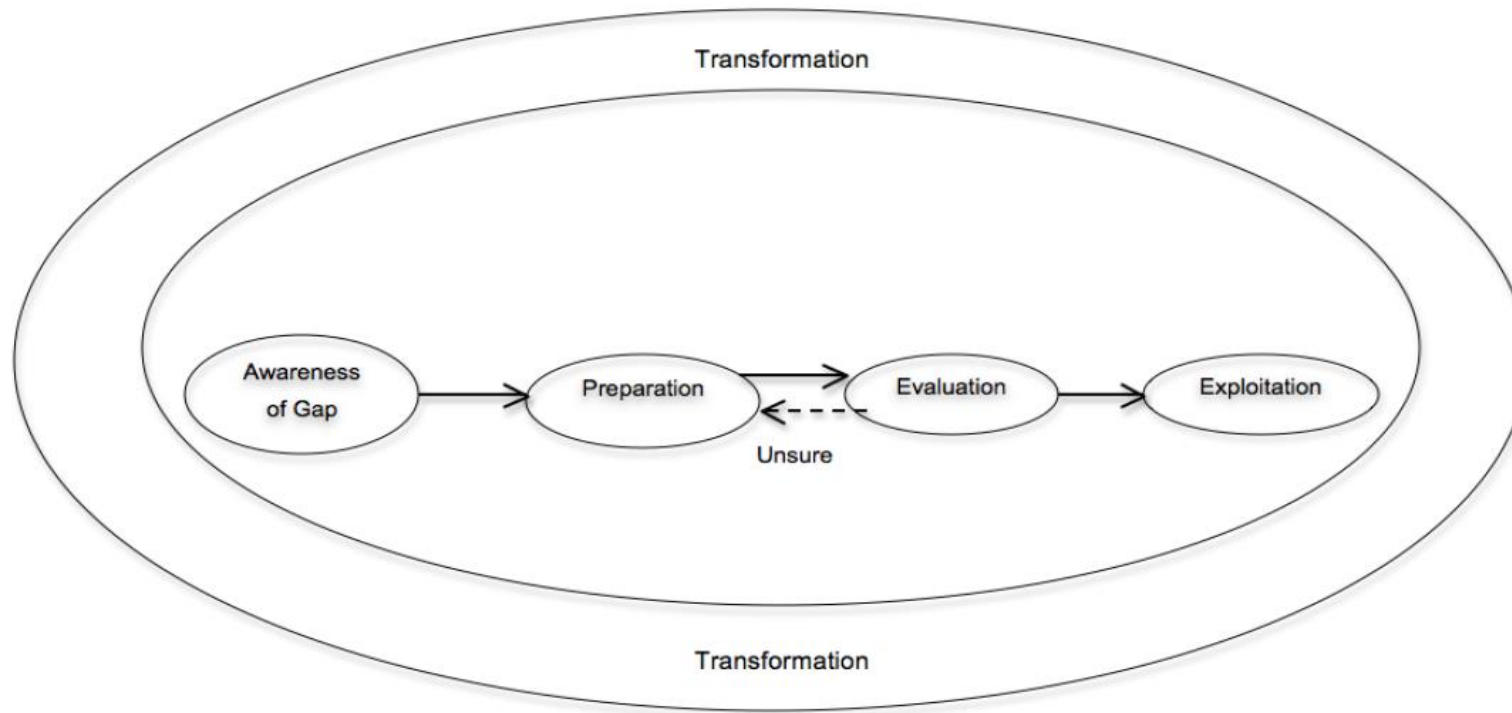 Transformation
Awareness
of Gap
Preparation
Evaluation
Exploitation
Unsure
Transformation